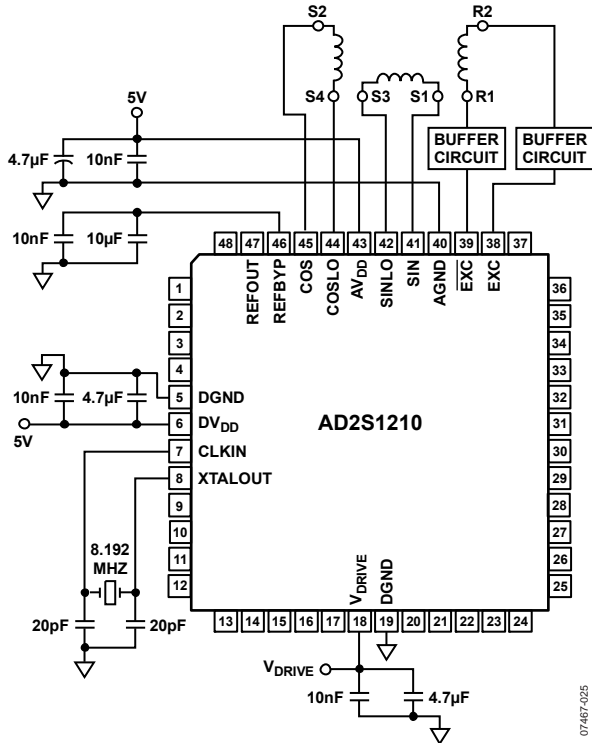 S2
R2
S4
S3
S1
R1
5V
BUFFER
CIRCUIT
BUFFER
CIRCUIT
4.7µF
10nF
10nF
10µF
48 47 46 45 44 43 42 41 40 39 38 37
REFOUT
REFBYP
COS
COSLO
AVDD
SINLO
SIN
AGND
EXC
EXC
1
2
3
4
5 DGND
6 DVDD
7 CLKIN
8 XTALOUT
9
10
11
12
10nF
4.7µF
5V
AD2S1210
36
35
34
33
32
31
30
29
28
27
26
25
8.192
MHZ
20pF
20pF
VDRIVE
DGND
13 14 15 16 17 18 19 20 21 22 23 24
VDRIVE
10nF
4.7µF
07467-025